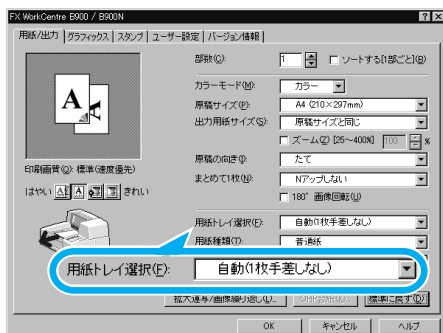 FX WorkCentre B900 / B900N
用紙/出力 グラフィックス スタンプ ユーザー設定 バージョン情報
部数(C): 1 ソートする[1部ごと](B)
カラーモード(M): カラー
原稿サイズ(P): A4 (210×297mm)
出力用紙サイズ(S): 原稿サイズと同じ
ズーム(Z) [25~400%] 100 %
原稿の向き(I): たて
まとめて1枚(N): Nアップしない
180° 画像回転(U)
印刷画質(Q): 標準(速度優先)
はやい きれい
用紙トレイ選択(F): 自動(1枚手差しなし)
用紙種類(T): 普通紙
用紙トレイ選択(F): 自動(1枚手差しなし)
拡大連写/画像繰り返し(L)... 標準に戻す(D)
OK キャンセル ヘルプ